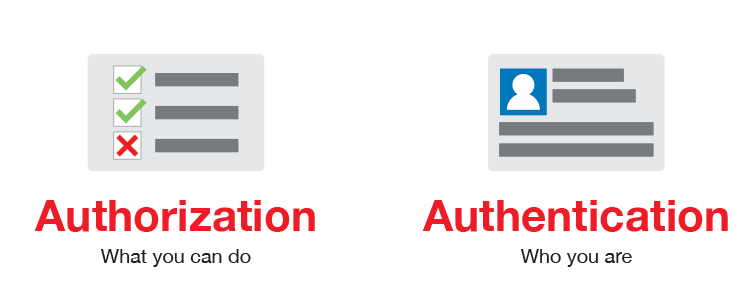 Authorization
What you can do
Authentication
Who you are